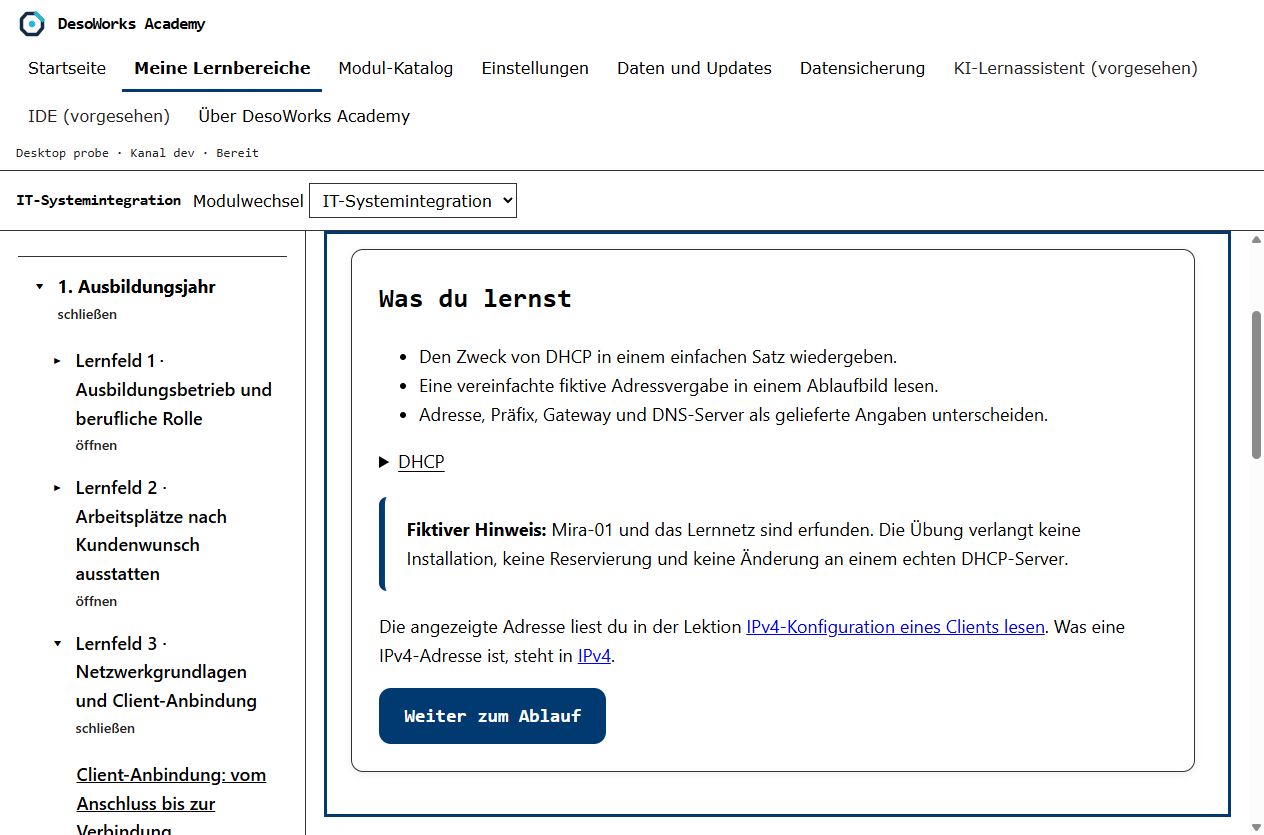 DesoWorks Academy
Startseite
Meine Lernbereiche
Modul-Katalog
Einstellungen
Daten und Updates
Datensicherung
KI-Lernassistent (vorgesehen)
IDE (vorgesehen)
Über DesoWorks Academy
Desktop probe · Kanal dev · Bereit
IT-Systemintegration
Modulwechsel
IT-Systemintegration
1. Ausbildungsjahr
schließen
Lernfeld 1 ·
Ausbildungsbetrieb und
berufliche Rolle
öffnen
Lernfeld 2 ·
Arbeitsplätze nach
Kundenwunsch
ausstatten
öffnen
Lernfeld 3 ·
Netzwerkgrundlagen
und Client-Anbindung
schließen
Client-Anbindung: vom
Anschluss bis zur
Verbindung
Was du lernst
• Den Zweck von DHCP in einem einfachen Satz wiedergeben.
• Eine vereinfachte fiktive Adressvergabe in einem Ablaufbild lesen.
• Adresse, Präfix, Gateway und DNS-Server als gelieferte Angaben unterscheiden.
DHCP
Fiktiver Hinweis: Mira-01 und das Lernnetz sind erfunden. Die Übung verlangt keine
Installation, keine Reservierung und keine Änderung an einem echten DHCP-Server.
Die angezeigte Adresse liest du in der Lektion IPv4-Konfiguration eines Clients lesen. Was eine
IPv4-Adresse ist, steht in IPv4.
Weiter zum Ablauf